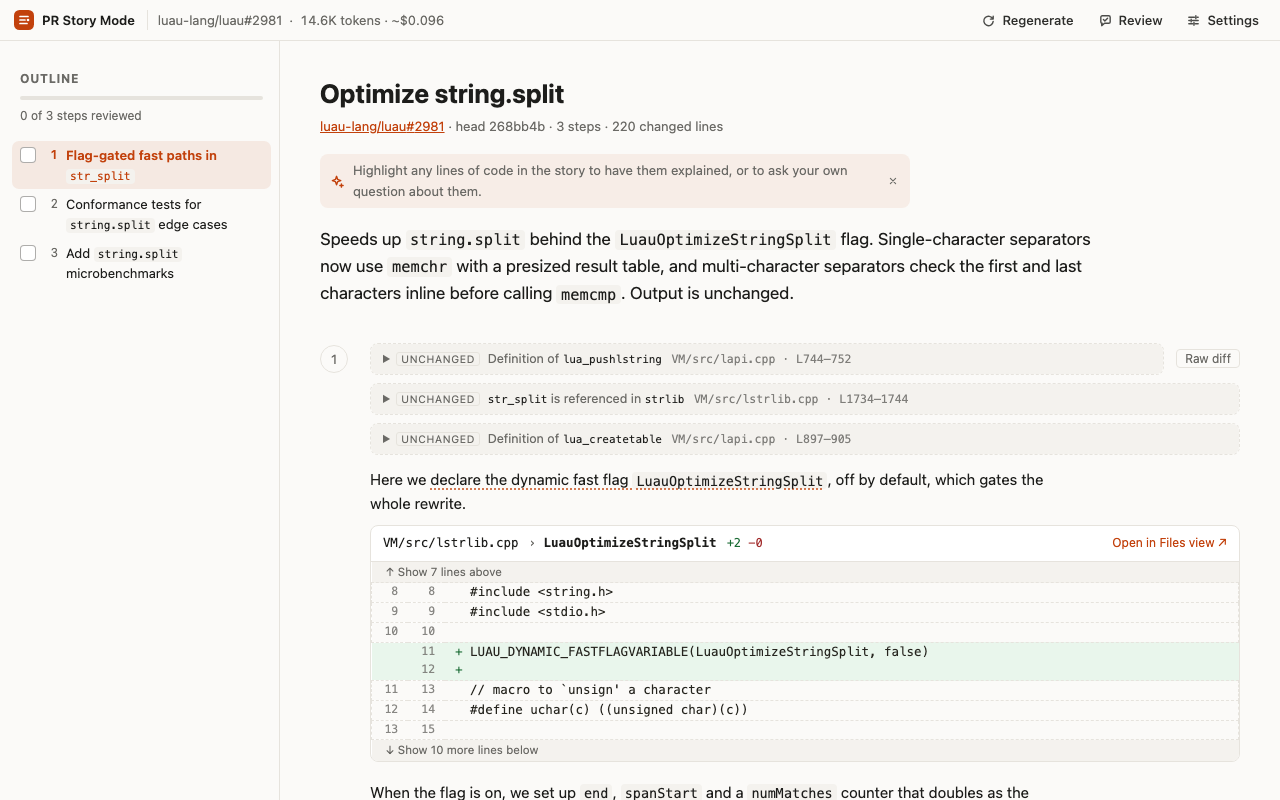 PR Story Mode luau-lang/luau#2981 · 14.6K tokens · ~$0.096 Regenerate Review Settings
OUTLINE
0 of 3 steps reviewed
1 Flag-gated fast paths in
str_split
2 Conformance tests for
string.split edge cases
3 Add string.split
microbenchmarks
Optimize string.split
luau-lang/luau#2981 · head 268bb4b · 3 steps · 220 changed lines
Highlight any lines of code in the story to have them explained, or to ask your own
question about them.
Speeds up string.split behind the LuauOptimizeStringSplit flag. Single-character separators
now use memchr with a presized result table, and multi-character separators check the first and last
characters inline before calling memcmp. Output is unchanged.
1 UNCHANGED Definition of lua_pushlstring VM/src/lapi.cpp · L744–752 Raw diff
UNCHANGED str_split is referenced in strlib VM/src/lstrlib.cpp · L1734–1744
UNCHANGED Definition of lua_createtable VM/src/lapi.cpp · L897–905
Here we declare the dynamic fast flag LuauOptimizeStringSplit, off by default, which gates the
whole rewrite.
VM/src/lstrlib.cpp › LuauOptimizeStringSplit +2 −0 Open in Files view ↗
↑ Show 7 lines above
8 8 #include <string.h>
9 9 #include <stdio.h>
10 10
11 + LUAU_DYNAMIC_FASTFLAGVARIABLE(LuauOptimizeStringSplit, false)
12 +
11 13 // macro to `unsign' a character
12 14 #define uchar(c) ((unsigned char)(c))
13 15
↓ Show 10 more lines below
When the flag is on, we set up end, spanStart and a numMatches counter that doubles as the